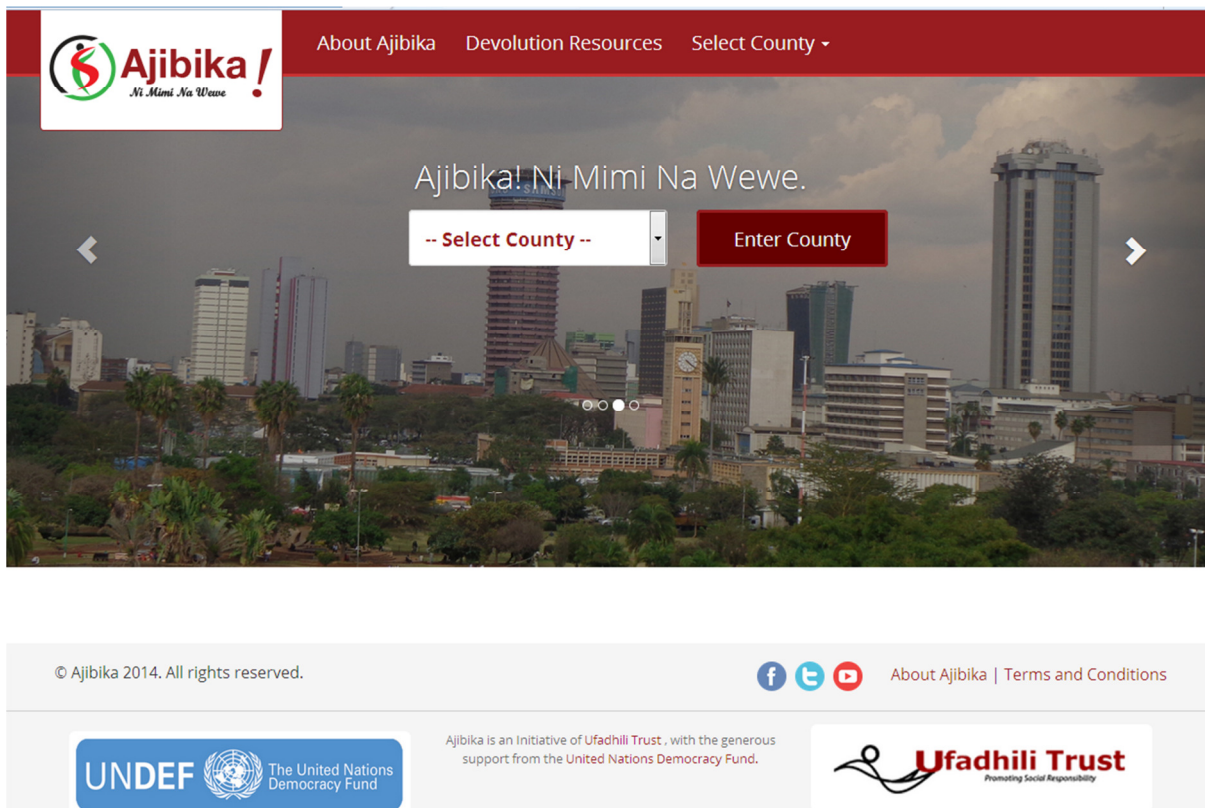 Ajibika!
Ni Mimi Na Wewe
About Ajibika Devolution Resources Select County
Ajibika! Ni Mimi Na Wewe.
SAMSUNG
-- Select County -- Enter County
© Ajibika 2014. All rights reserved.
About Ajibika | Terms and Conditions
UNDEF The United Nations
Democracy Fund
Ajibika is an Initiative of Ufadhili Trust , with the generous
support from the United Nations Democracy Fund.
Ufadhili Trust
Promoting Social Responsibility